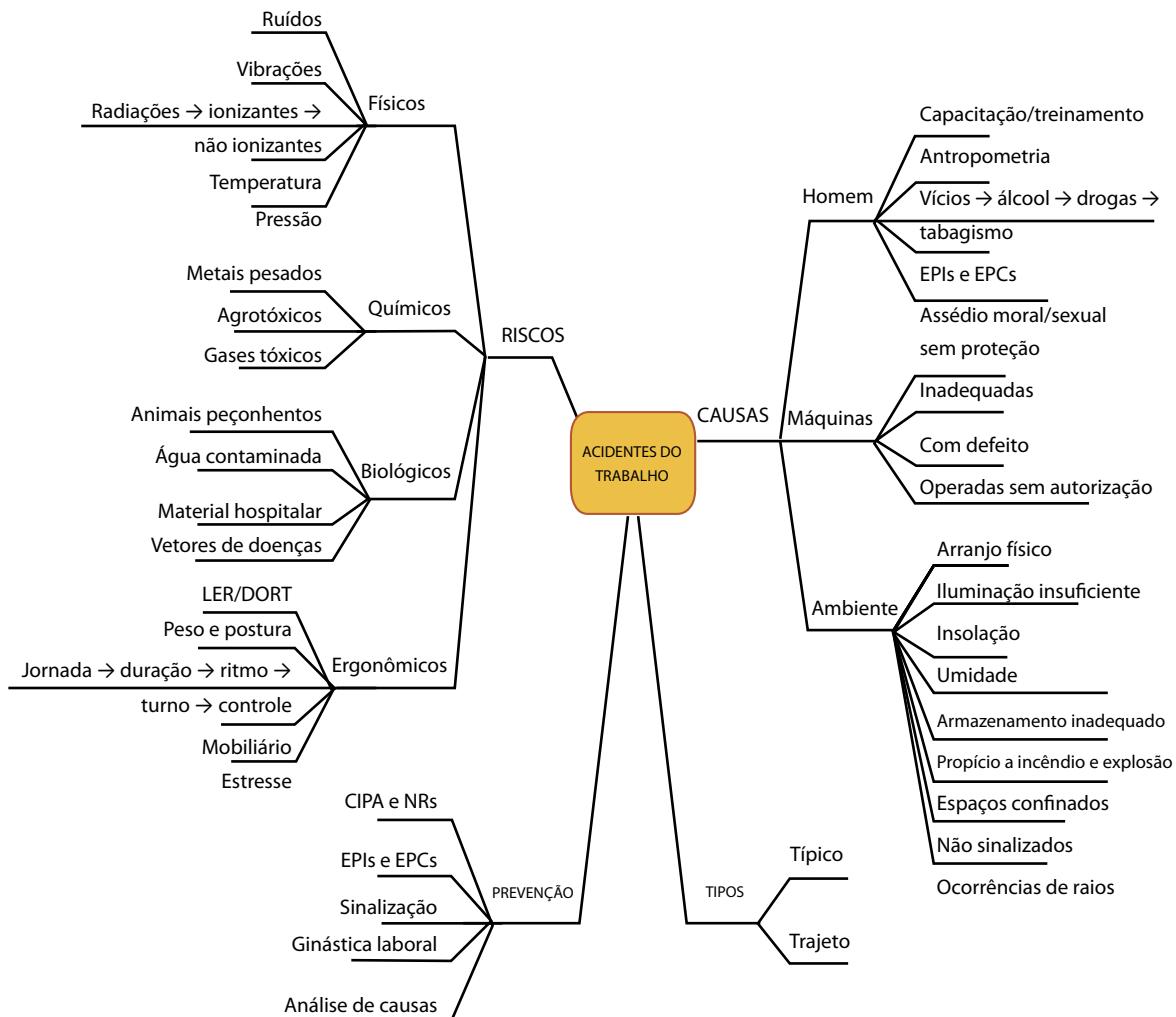 Ruídos
Vibrações
Radiações → ionizantes →
não ionizantes
Temperatura
Pressão
Físicos
Metais pesados
Agrotóxicos
Gases tóxicos
Químicos
RISCOS
Animais peçonhentos
Água contaminada
Material hospitalar
Vetores de doenças
Biológicos
LER/DORT
Peso e postura
Jornada → duração → ritmo →
turno → controle
Mobiliário
Estresse
Ergonômicos
ACIDENTES DO
TRABALHO
CAUSAS
Homem
Capacitação/treinamento
Antropometria
Vícios → álcool → drogas →
tabagismo
EPIs e EPCs
Assédio moral/sexual
sem proteção
Máquinas
Inadequadas
Com defeito
Operadas sem autorização
Ambiente
Arranjo físico
Iluminação insuficiente
Insolação
Umidade
Armazenamento inadequado
Propício a incêndio e explosão
Espaços confinados
Não sinalizados
Ocorrências de raios
CIPA e NRs
EPIs e EPCs
Sinalização
Ginástica laboral
Análise de causas
PREVENÇÃO
TIPOS
Típico
Trajeto